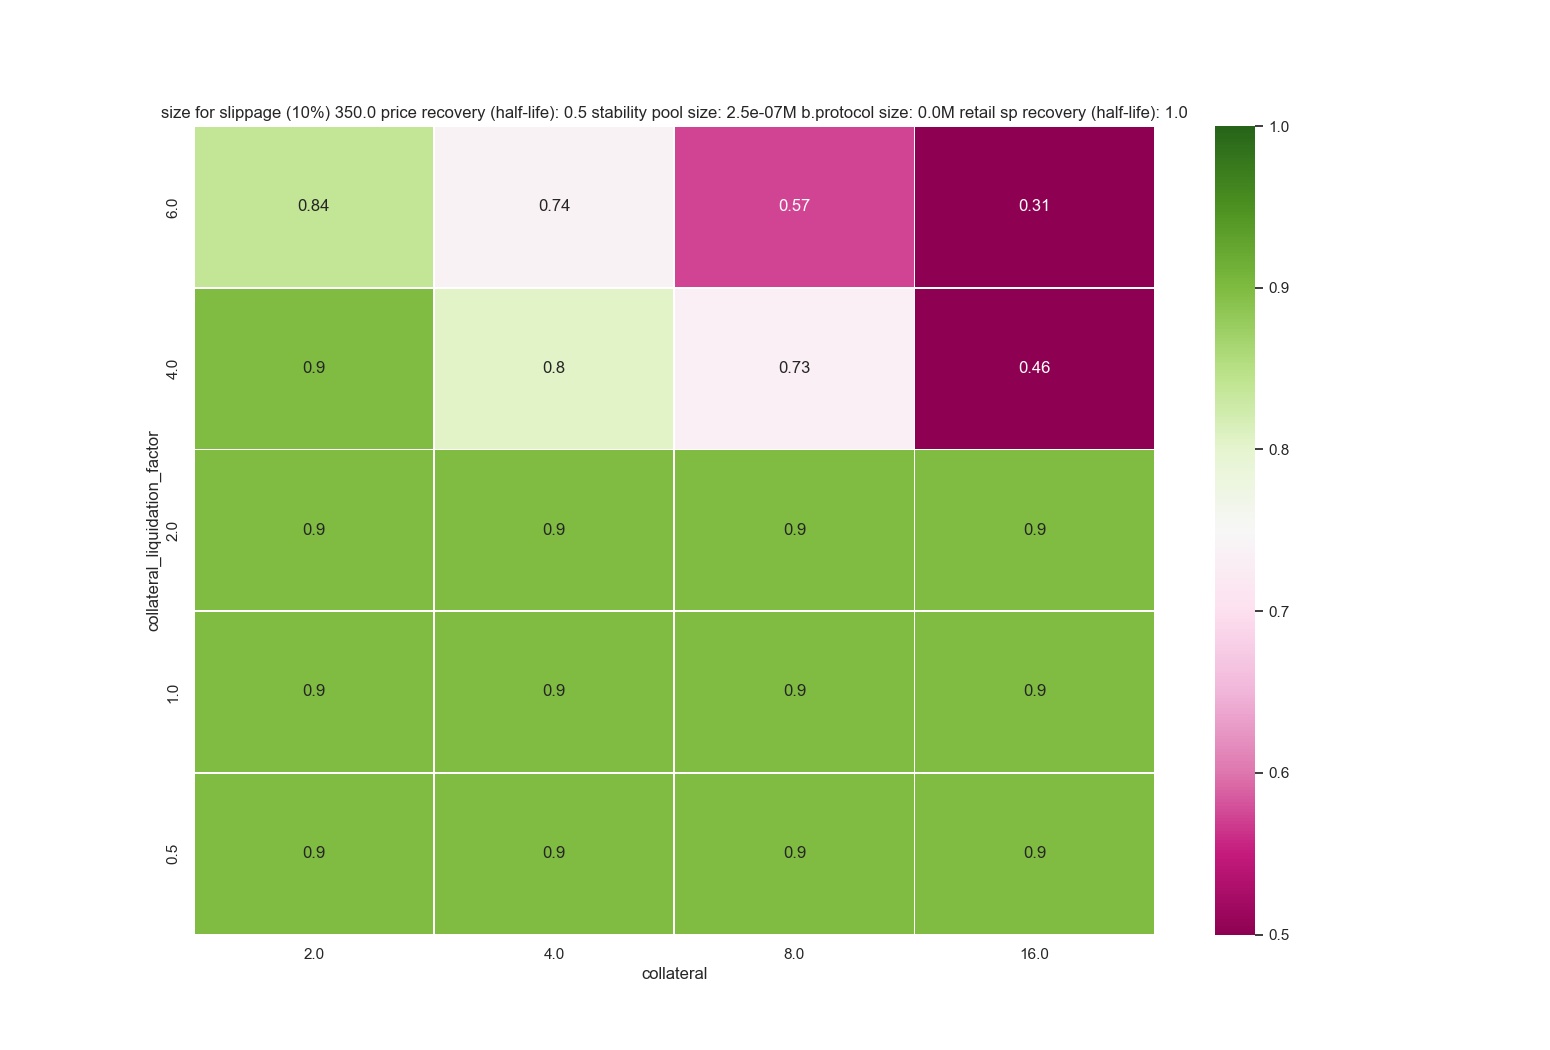 size for slippage (10%) 350.0 price recovery (half-life): 0.5 stability pool size: 2.5e-07M b.protocol size: 0.0M retail sp recovery (half-life): 1.0
6.0 0.84 0.74 0.57 0.31
4.0 0.9 0.8 0.73 0.46
2.0 0.9 0.9 0.9 0.9
1.0 0.9 0.9 0.9 0.9
0.5 0.9 0.9 0.9 0.9
collateral_liquidation_factor
2.0 4.0 8.0 16.0
collateral
1.0
0.9
0.8
0.7
0.6
0.5